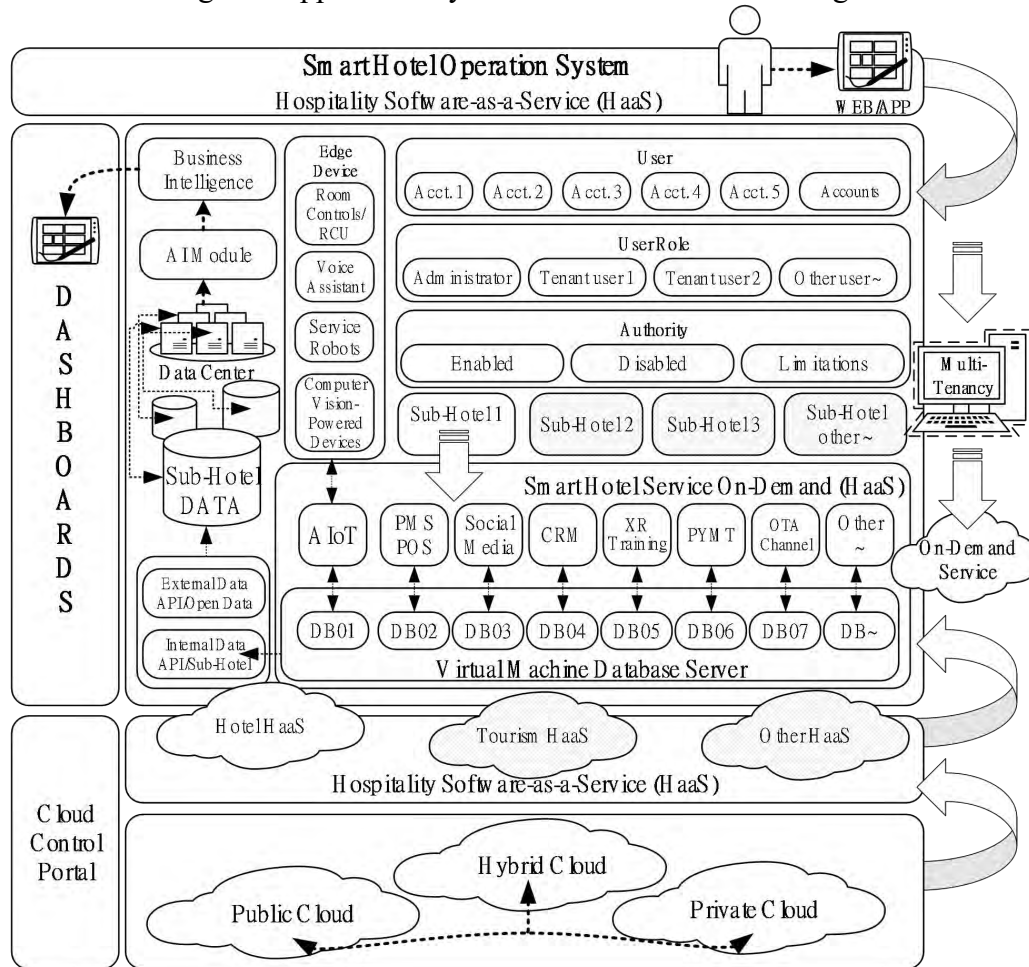 Smart Hotel Operation System
Hospitality Software-as-a-Service (HaaS)
WEB/APP
DASHBOARDS
Business
Intelligence
AI Module
Data Center
Sub-Hotel
DATA
External Data
API/Open Data
Internal Data
API/Sub-Hotel
Edge
Device
Room
Controls/
RCU
Voice
Assistant
Service
Robots
Computer
Vision-
Powered
Devices
User
Acct.1
Acct.2
Acct.3
Acct.4
Acct.5
Accounts
User Role
Administrator
Tenant user1
Tenant user2
Other user~
Authority
Enabled
Disabled
Limitations
Sub-Hotel1
Sub-Hotel2
Sub-Hotel3
Sub-Hotel
other~
Multi-
Tenancy
On-Demand
Service
Smart Hotel Service On-Demand (HaaS)
AIoT
PMS
POS
Social
Media
CRM
XR
Training
PYMT
OTA
Channel
Other
~
DB01
DB02
DB03
DB04
DB05
DB06
DB07
DB~
Virtual Machine Database Server
Hotel HaaS
Tourism HaaS
Other HaaS
Hospitality Software-as-a-Service (HaaS)
Cloud
Control
Portal
Hybrid Cloud
Public Cloud
Private Cloud